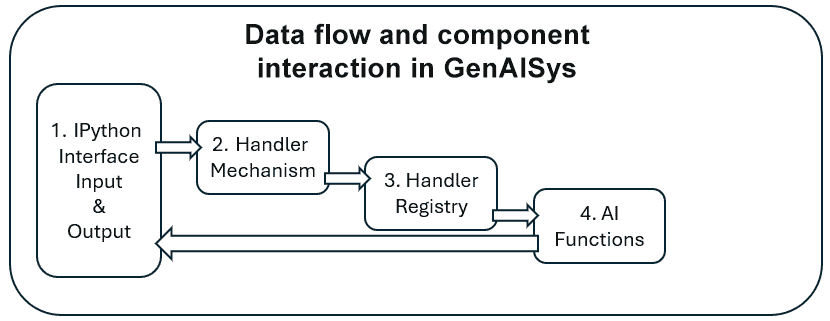 Data flow and component
interaction in GenAISys
1. IPython
Interface
Input
&
Output
2. Handler
Mechanism
3. Handler
Registry
4. AI
Functions